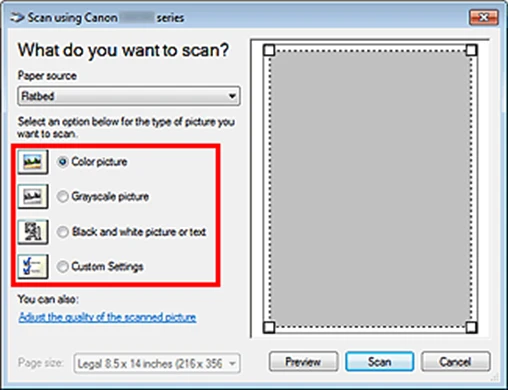 Scan using Canon series
What do you want to scan?
Paper source
Flatbed
Select an option below for the type of picture you
want to scan.
Color picture
Grayscale picture
Black and white picture or text
Custom Settings
You can also:
Adjust the quality of the scanned picture
Page size: Legal 8.5 x 14 inches (216 x 356
Preview
Scan
Cancel